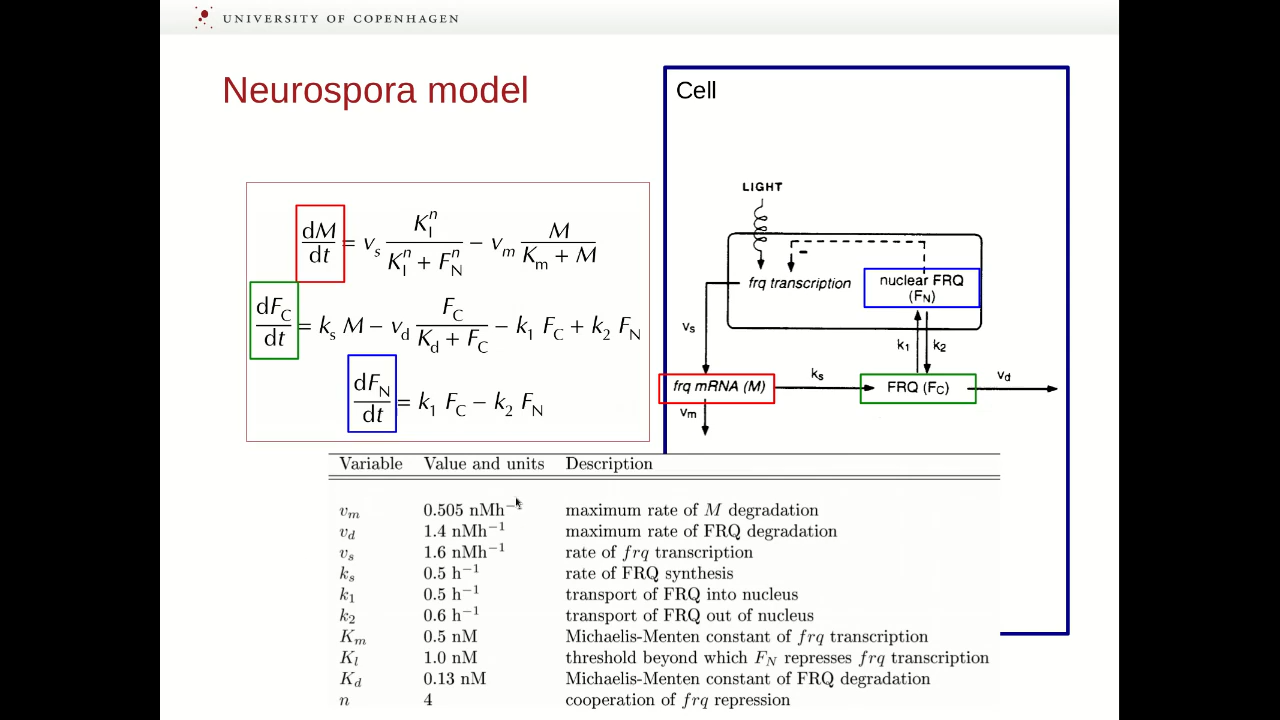 UNIVERSITY OF COPENHAGEN
Neurospora model
Cell
dM/dt = v_s K_I^n / (K_I^n + F_N^n) − v_m M / (K_m + M)
dF_C/dt = k_s M − v_d F_C / (K_d + F_C) − k_1 F_C + k_2 F_N
dF_N/dt = k_1 F_C − k_2 F_N
LIGHT
-
frq transcription
nuclear FRQ
(F_N)
v_s
k_1
k_2
frq mRNA (M)
k_s
FRQ (F_C)
v_d
v_m
Variable Value and units Description
v_m 0.505 nMh^−1 maximum rate of M degradation
v_d 1.4 nMh^−1 maximum rate of FRQ degradation
v_s 1.6 nMh^−1 rate of frq transcription
k_s 0.5 h^−1 rate of FRQ synthesis
k_1 0.5 h^−1 transport of FRQ into nucleus
k_2 0.6 h^−1 transport of FRQ out of nucleus
K_m 0.5 nM Michaelis-Menten constant of frq transcription
K_l 1.0 nM threshold beyond which F_N represses frq transcription
K_d 0.13 nM Michaelis-Menten constant of FRQ degradation
n 4 cooperation of frq repression